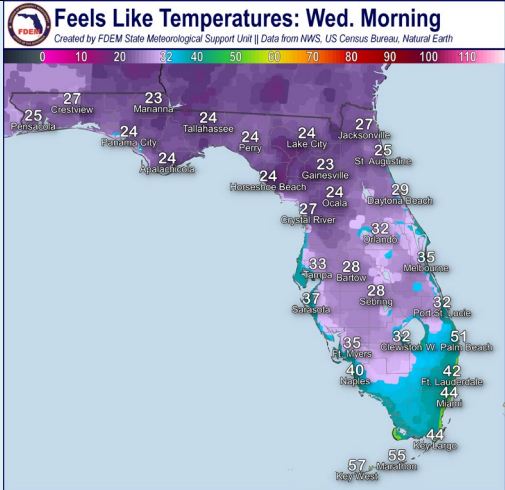 FDEM
Feels Like Temperatures: Wed. Morning
Created by FDEM State Meteorological Support Unit || Data from NWS, US Census Bureau, Natural Earth
0 10 20 32 40 50 60 70 80 90 100 110
27
Crestview
23
Marianna
25
Pensacola
24
Tallahassee
27
Jacksonville
24
Panama City
24
Perry
24
Lake City
25
St. Augustine
24
Apalachicola
23
Gainesville
24
Horseshoe Beach
24
Ocala
29
Daytona Beach
27
Crystal River
32
Orlando
33
Tampa
28
Bartow
35
Melbourne
37
Sarasota
28
Sebring
32
Port St. Lucie
35
Ft. Myers
32
Clewiston
51
W. Palm Beach
40
Naples
42
Ft. Lauderdale
44
Miami
44
Key Largo
55
Marathon
57
Key West